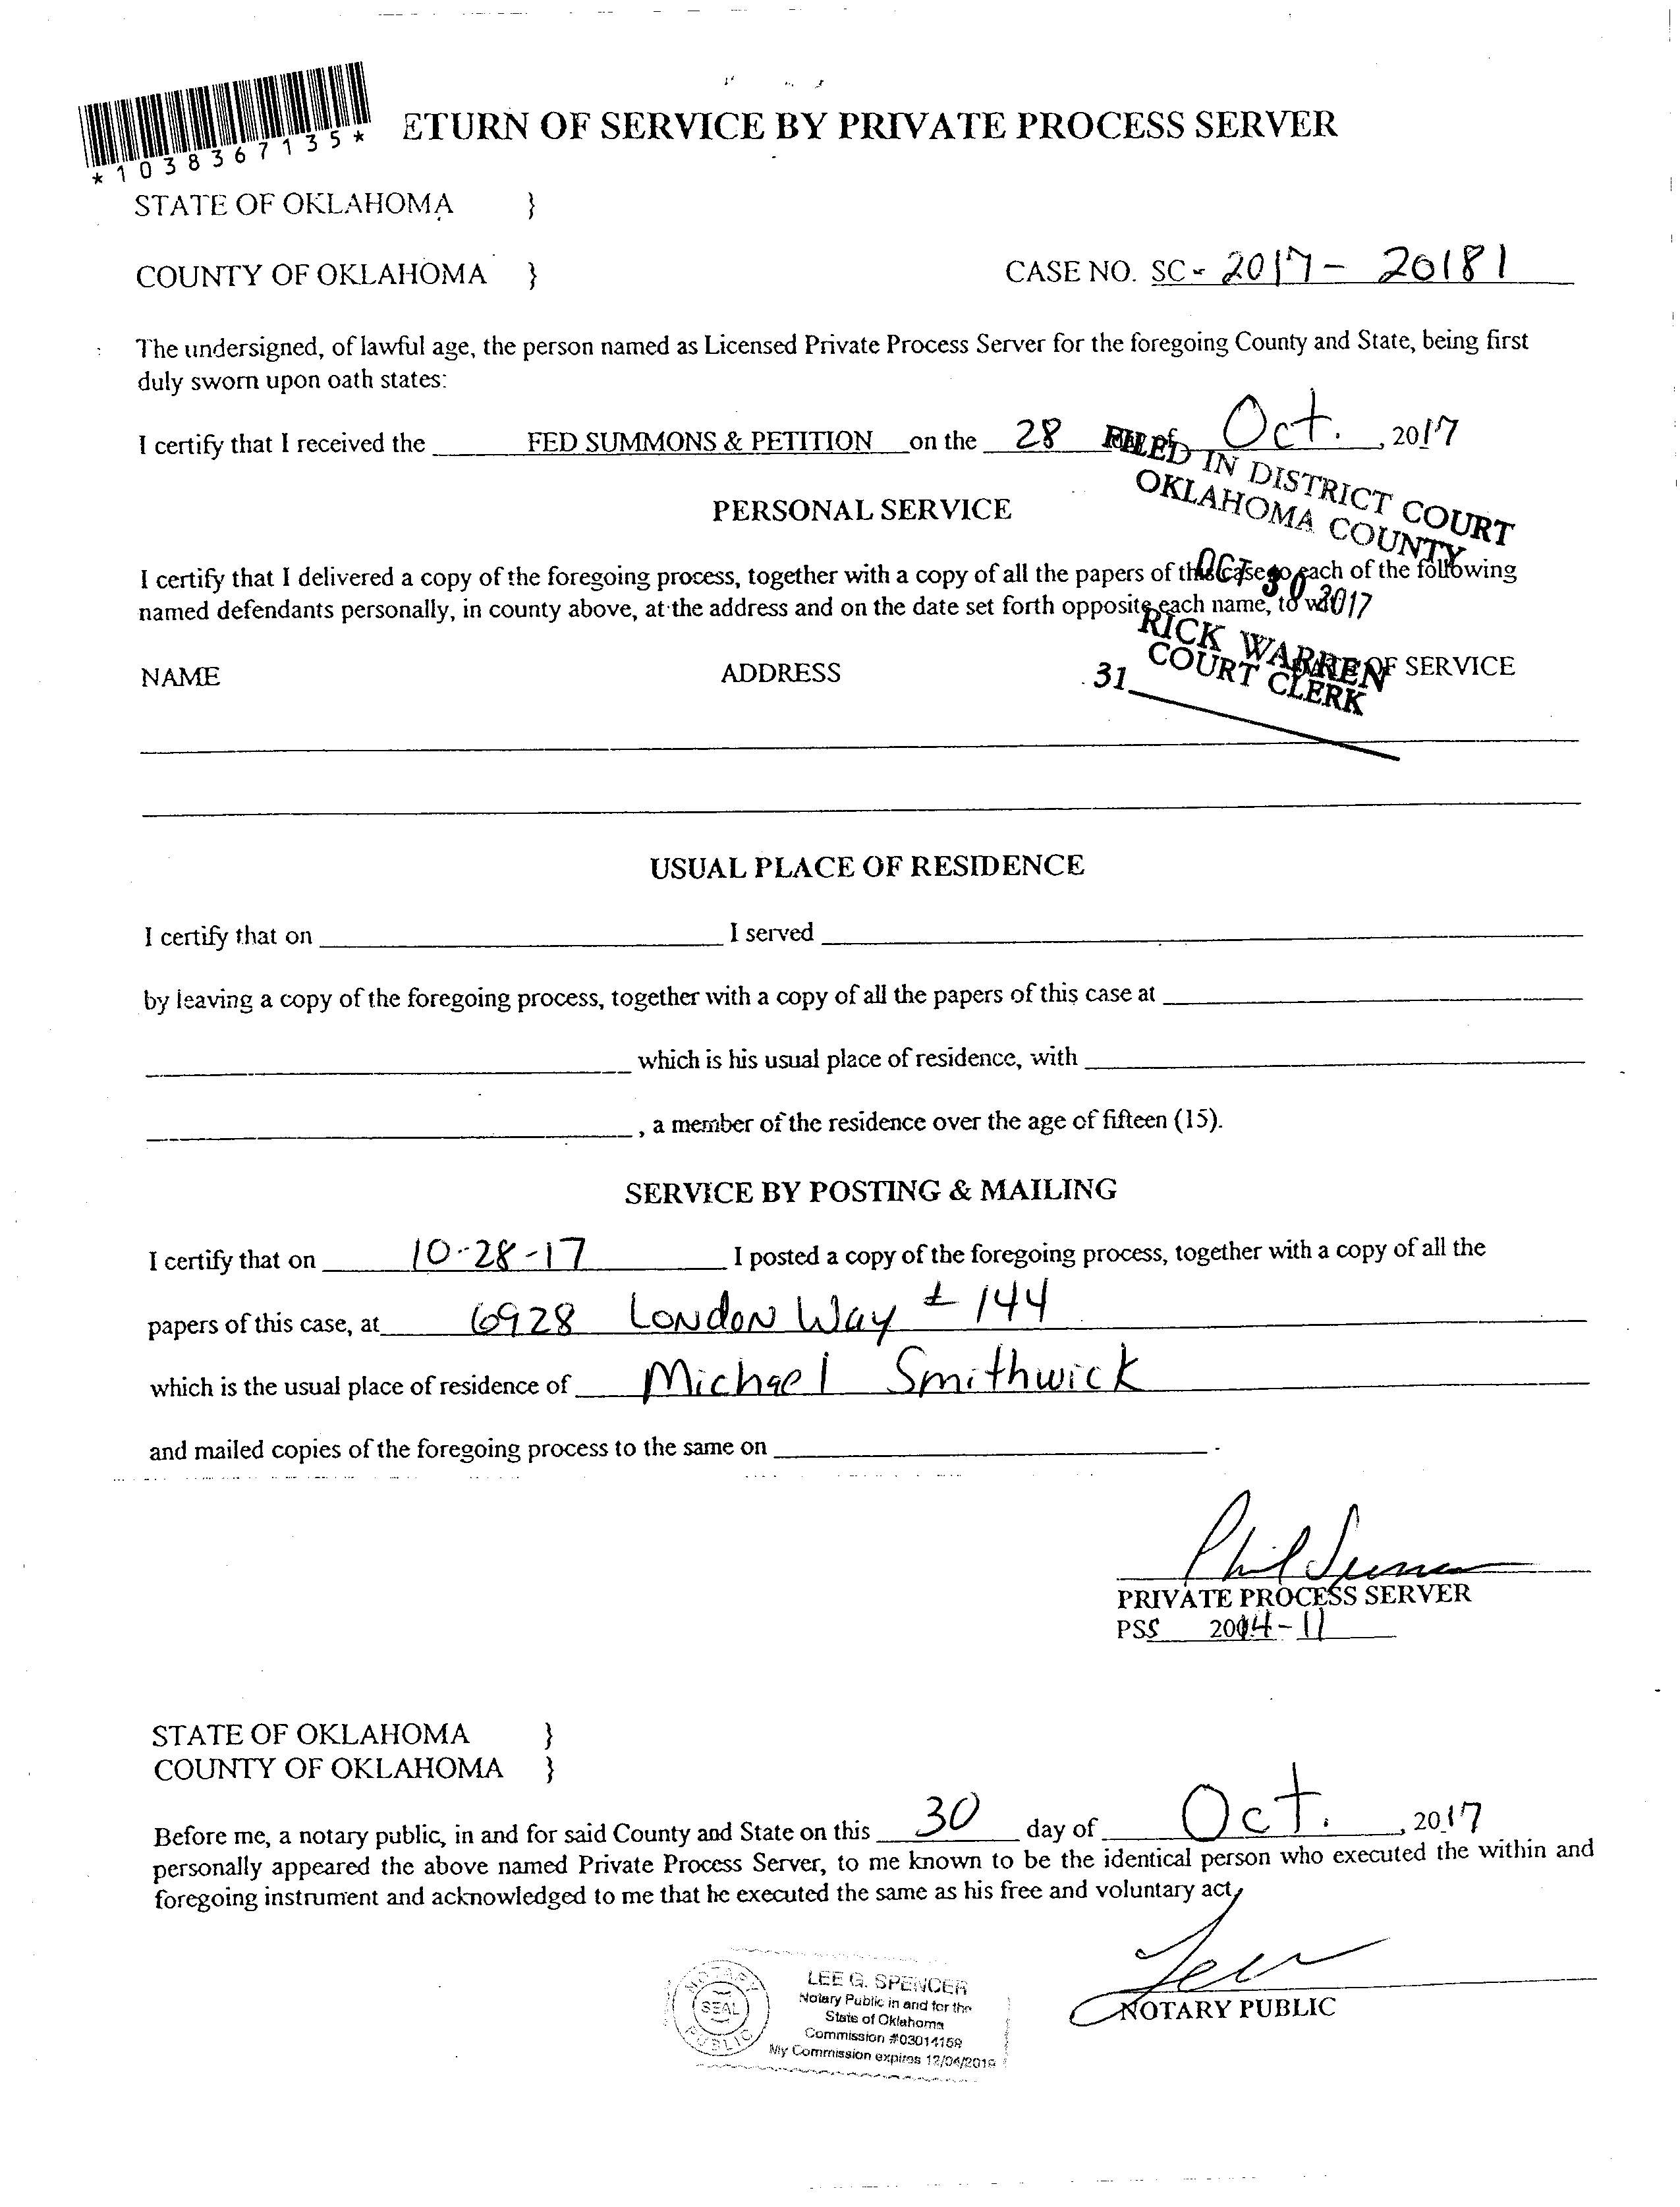 *1038367135*
ETURN OF SERVICE BY PRIVATE PROCESS SERVER
STATE OF OKLAHOMA }
COUNTY OF OKLAHOMA }
CASE NO. SC - 2017 - 20181
The undersigned, of lawful age, the person named as Licensed Private Process Server for the foregoing County and State, being first
duly sworn upon oath states:
I certify that I received the FED SUMMONS & PETITION on the 28 Oct. , 2017
FILED IN DISTRICT COURT
OKLAHOMA COUNTY
PERSONAL SERVICE
I certify that I delivered a copy of the foregoing process, together with a copy of all the papers of this case to each of the following
named defendants personally, in county above, at the address and on the date set forth opposite each name, to wit
OCT 30 2017
RICK WARREN
COURT CLERK
31
NAME ADDRESS OF SERVICE
USUAL PLACE OF RESIDENCE
I certify that on I served
by leaving a copy of the foregoing process, together with a copy of all the papers of this case at
which is his usual place of residence, with
, a member of the residence over the age of fifteen (15).
SERVICE BY POSTING & MAILING
I certify that on 10-28-17 I posted a copy of the foregoing process, together with a copy of all the
papers of this case, at 6928 London Way # 144
which is the usual place of residence of Michael Smithwick
and mailed copies of the foregoing process to the same on .
PRIVATE PROCESS SERVER
PSS 2014-11
STATE OF OKLAHOMA }
COUNTY OF OKLAHOMA }
Before me, a notary public, in and for said County and State on this 30 day of Oct. , 2017
personally appeared the above named Private Process Server, to me known to be the identical person who executed the within and
foregoing instrument and acknowledged to me that he executed the same as his free and voluntary act,
NOTARY PUBLIC
SEAL
LEE G. SPENCER
Notary Public in and for the
State of Oklahoma
Commission #03014159
My Commission expires 12/04/2019
NOTARY PUBLIC